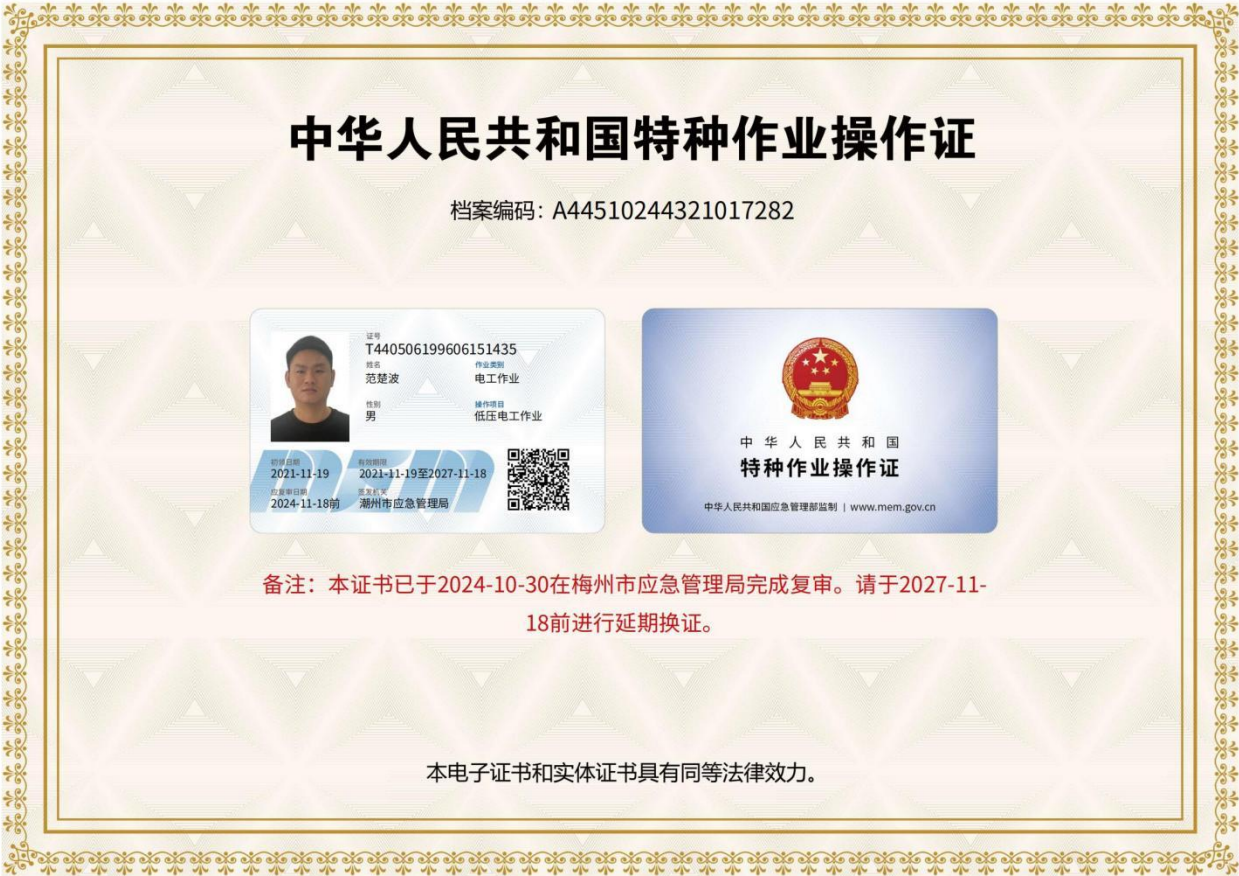 中华人民共和国特种作业操作证
档案编码：A44510244321017282
证号
T440506199606151435
姓名 作业类别
范楚波 电工作业
性别 操作项目
男 低压电工作业
初领日期 有效期限
2021-11-19 2021-11-19至2027-11-18
应复审日期 签发机关
2024-11-18前 潮州市应急管理局
中华人民共和国
特种作业操作证
中华人民共和国应急管理部监制 | www.mem.gov.cn
备注：本证书已于2024-10-30在梅州市应急管理局完成复审。请于2027-11-
18前进行延期换证。
本电子证书和实体证书具有同等法律效力。